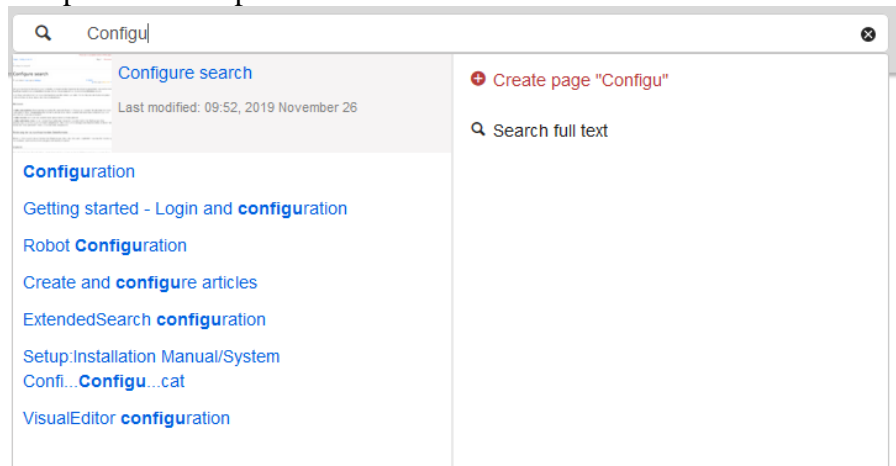 Configu
Configure search
Last modified: 09:52, 2019 November 26
Configuration
Getting started - Login and configuration
Robot Configuration
Create and configure articles
ExtendedSearch configuration
Setup:Installation Manual/System
Confi...Configu...cat
VisualEditor configuration
Create page "Configu"
Search full text